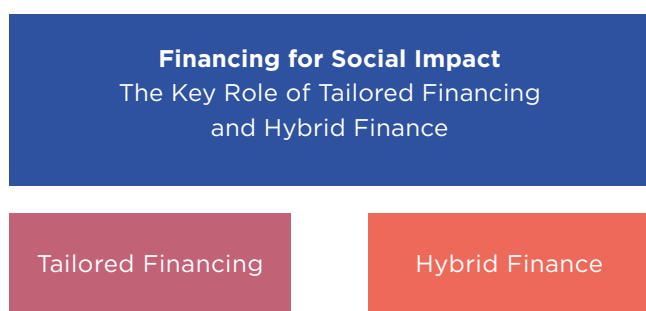 Financing for Social Impact
The Key Role of Tailored Financing
and Hybrid Finance
Tailored Financing
Hybrid Finance